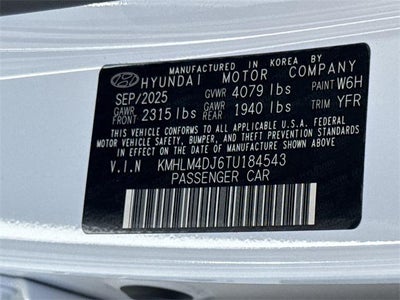 MANUFACTURED IN KOREA BY
HYUNDAI MOTOR COMPANY
SEP/2025 GVWR 4079 lbs PAINT W6H
GAWR FRONT 2315 lbs GAWR REAR 1940 lbs TRIM YFR
THIS VEHICLE CONFORMS TO ALL APPLICABLE U.S.A FEDERAL
MOTOR VEHICLE SAFETY, BUMPER, AND THEFT PREVENTION
STANDARDS IN EFFECT ON THE DATE OF MANUFACTURE SHOWN ABOVE.
V.I.N KMHLM4DJ6TU184543
PASSENGER CAR